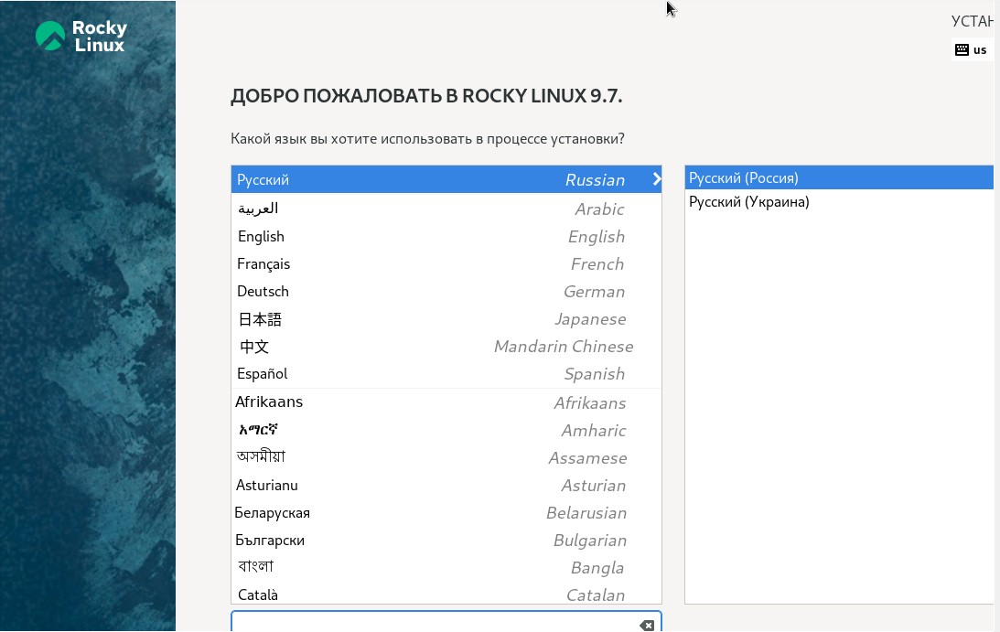 Rocky
Linux
УСТАН
us
ДОБРО ПОЖАЛОВАТЬ В ROCKY LINUX 9.7.
Какой язык вы хотите использовать в процессе установки?
Русский Russian
العربية Arabic
English English
Français French
Deutsch German
日本語 Japanese
中文 Mandarin Chinese
Español Spanish
Afrikaans Afrikaans
አማርኛ Amharic
অসমীয়া Assamese
Asturianu Asturian
Беларуская Belarusian
Български Bulgarian
বাংলা Bangla
Català Catalan
Русский (Россия)
Русский (Украина)